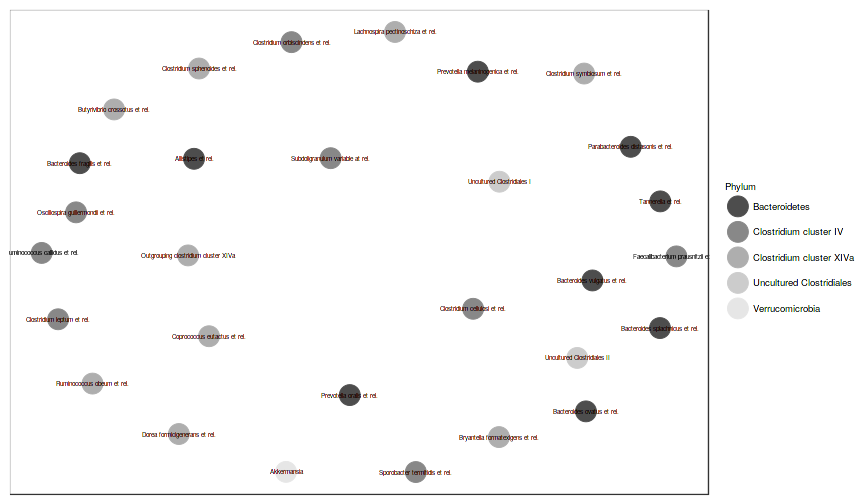 Lachnospira pectinoschiza et rel.
Clostridium orbiscindens et rel.
Clostridium sphenoides et rel.
Prevotella melaninogenica et rel.
Clostridium symbiosum et rel.
Butyrivibrio crossotus et rel.
Parabacteroides distasonis et rel.
Bacteroides fragilis et rel.
Allistipes et rel.
Subdoligranulum variable at rel.
Uncultured Clostridiales I
Phylum
Tannerella et rel.
Bacteroidetes
Oscillospira guillermondii et rel.
Clostridium cluster IV
uminococcus callidus et rel.
Outgrouping clostridium cluster XIVa
Faecalibacterium prausnitzii et
Clostridium cluster XIVa
Bacteroides vulgatus et rel.
Uncultured Clostridiales
Clostridium cellulosi et rel.
Verrucomicrobia
Clostridium leptum et rel.
Bacteroides splachnicus et rel.
Coprococcus eutactus et rel.
Uncultured Clostridiales II
Ruminococcus obeum et rel.
Prevotella oralis et rel.
Bacteroides ovatus et rel.
Dorea formicigenerans et rel.
Bryantella formatexigens et rel.
Akkermansia
Sporobacter termitidis et rel.